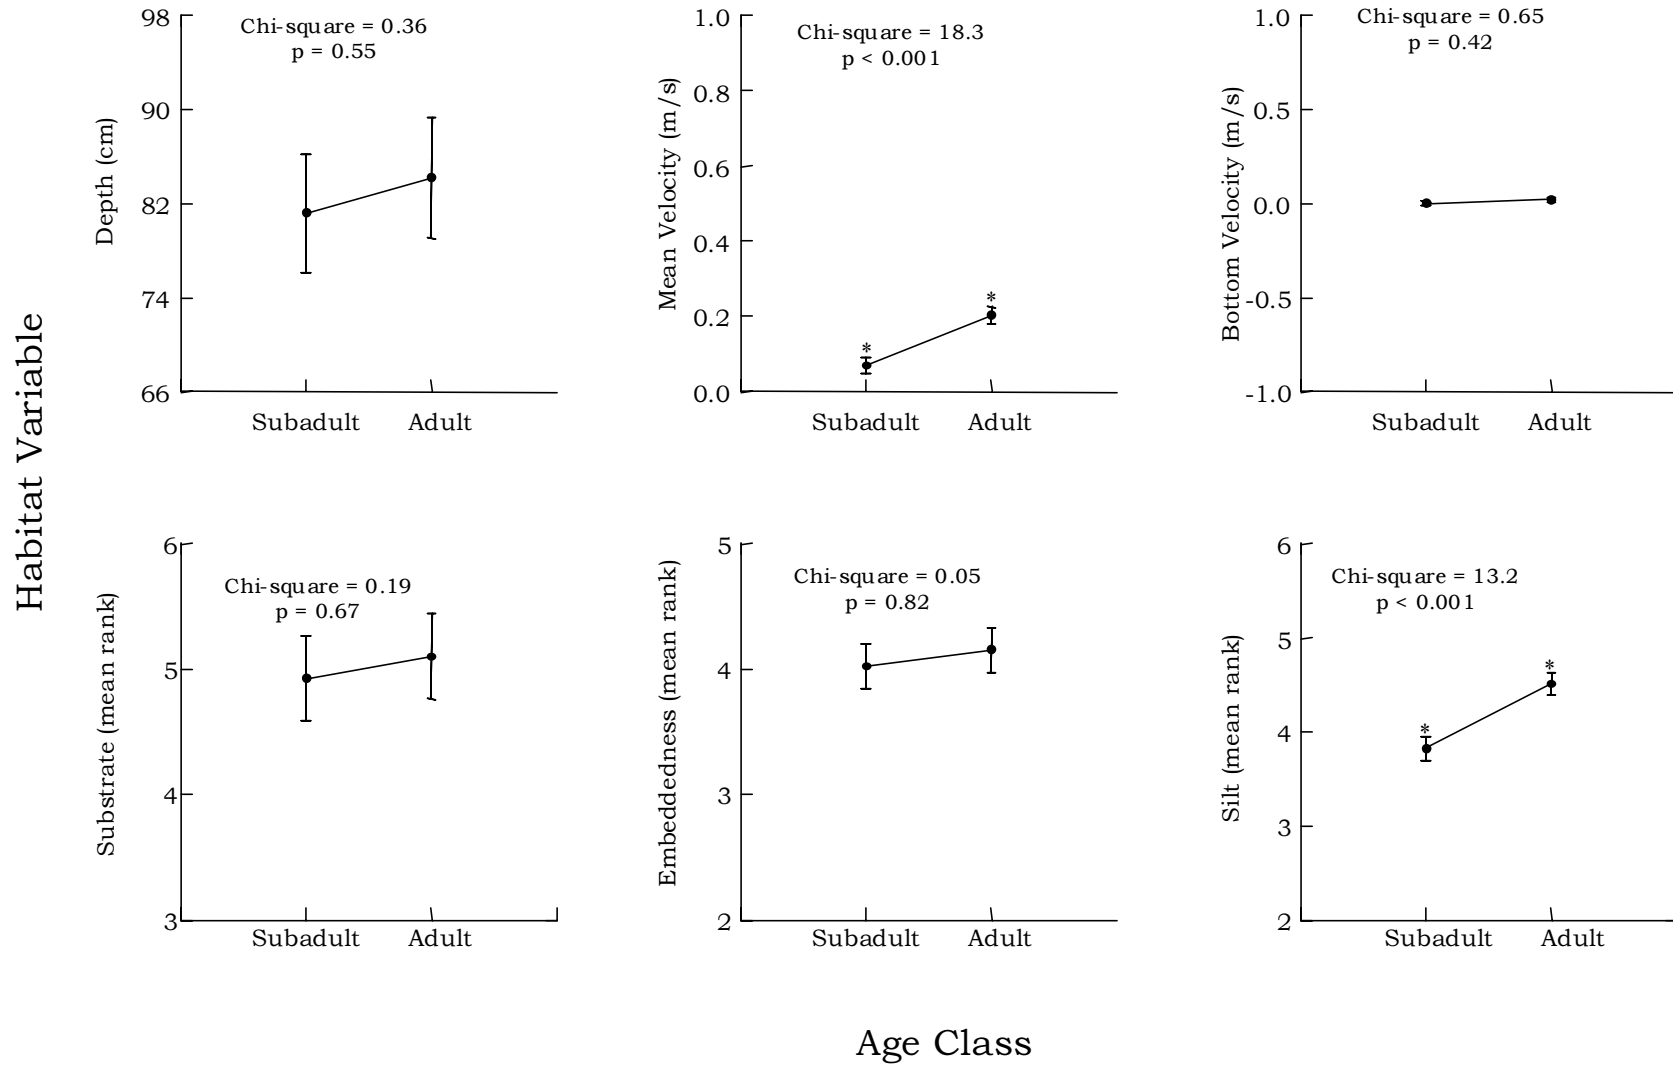 Habitat Variable
Depth (cm)
98
90
82
74
66
Chi-square = 0.36
p = 0.55
Subadult Adult
Mean Velocity (m/s)
1.0
0.8
0.6
0.4
0.2
0.0
Chi-square = 18.3
p < 0.001
*
*
Subadult Adult
Bottom Velocity (m/s)
1.0
0.5
0.0
-0.5
-1.0
Chi-square = 0.65
p = 0.42
Subadult Adult
Substrate (mean rank)
6
5
4
3
Chi-square = 0.19
p = 0.67
Subadult Adult
Embeddedness (mean rank)
5
4
3
2
Chi-square = 0.05
p = 0.82
Subadult Adult
Silt (mean rank)
6
5
4
3
2
Chi-square = 13.2
p < 0.001
*
*
Subadult Adult
Age Class